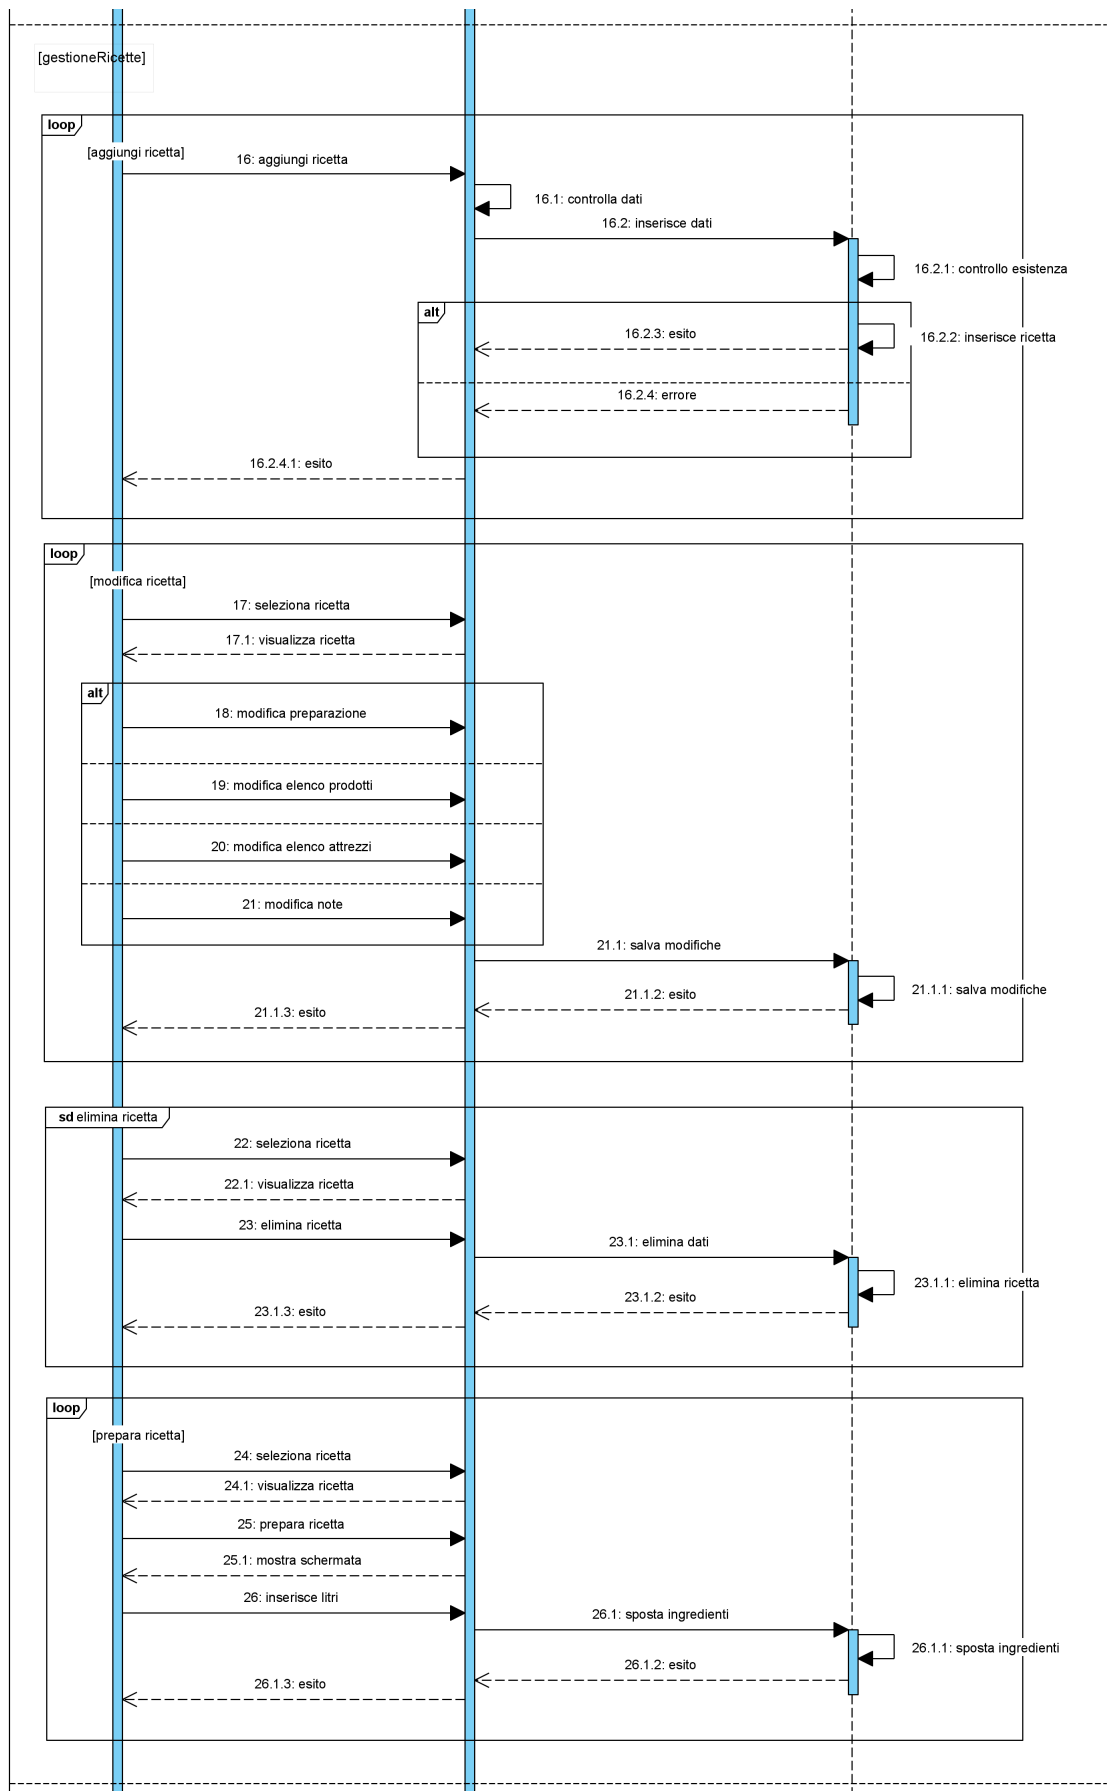 [gestioneRicette]
loop
[aggiungi ricetta]
16: aggiungi ricetta
16.1: controlla dati
16.2: inserisce dati
16.2.1: controllo esistenza
alt
16.2.2: inserisce ricetta
16.2.3: esito
16.2.4: errore
16.2.4.1: esito
loop
[modifica ricetta]
17: seleziona ricetta
17.1: visualizza ricetta
alt
18: modifica preparazione
19: modifica elenco prodotti
20: modifica elenco attrezzi
21: modifica note
21.1: salva modifiche
21.1.1: salva modifiche
21.1.2: esito
21.1.3: esito
sd elimina ricetta
22: seleziona ricetta
22.1: visualizza ricetta
23: elimina ricetta
23.1: elimina dati
23.1.1: elimina ricetta
23.1.2: esito
23.1.3: esito
loop
[prepara ricetta]
24: seleziona ricetta
24.1: visualizza ricetta
25: prepara ricetta
25.1: mostra schermata
26: inserisce litri
26.1: sposta ingredienti
26.1.1: sposta ingredienti
26.1.2: esito
26.1.3: esito